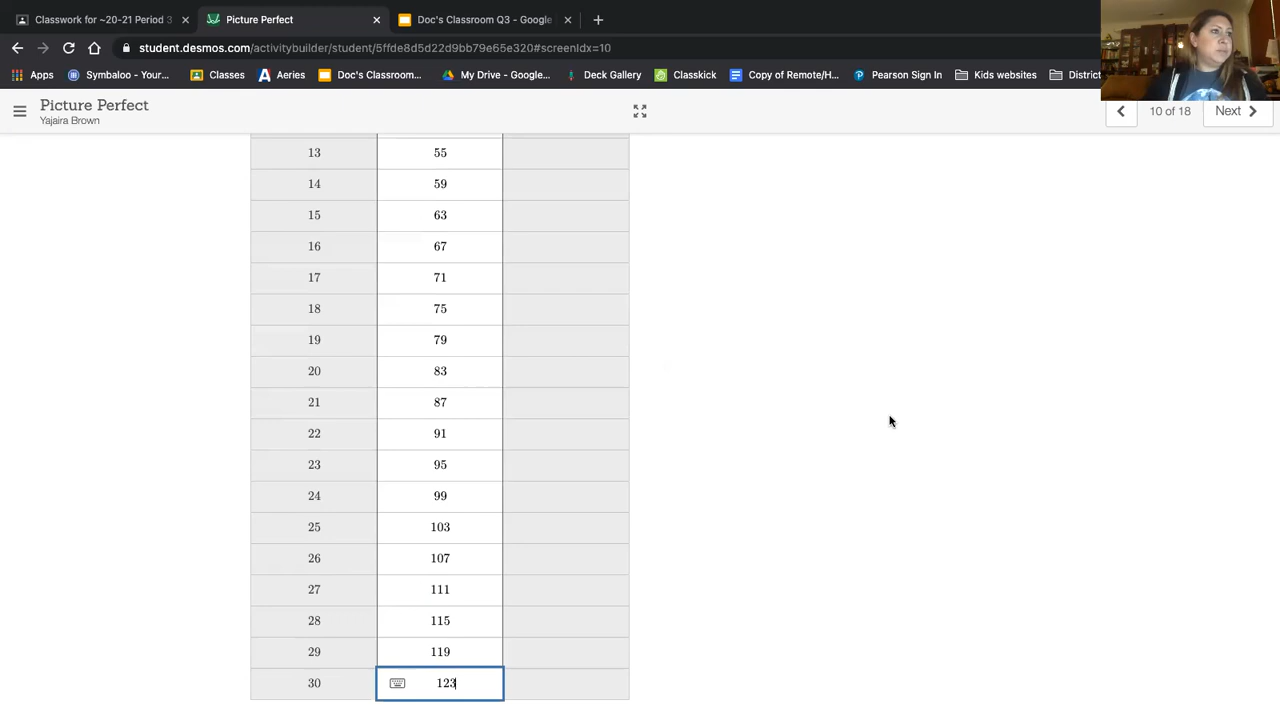 Classwork for ~20-21 Period 3
Picture Perfect
Doc's Classroom Q3 - Google
student.desmos.com/activitybuilder/student/5ffde8d5d22d9bb79e65e320#screenIdx=10
Apps
Symbaloo - Your...
Classes
Aeries
Doc's Classroom...
My Drive - Google...
Deck Gallery
Classkick
Copy of Remote/H...
Pearson Sign In
Kids websites
District
Picture Perfect
Yajaira Brown
10 of 18
Next
13 55
14 59
15 63
16 67
17 71
18 75
19 79
20 83
21 87
22 91
23 95
24 99
25 103
26 107
27 111
28 115
29 119
30 123